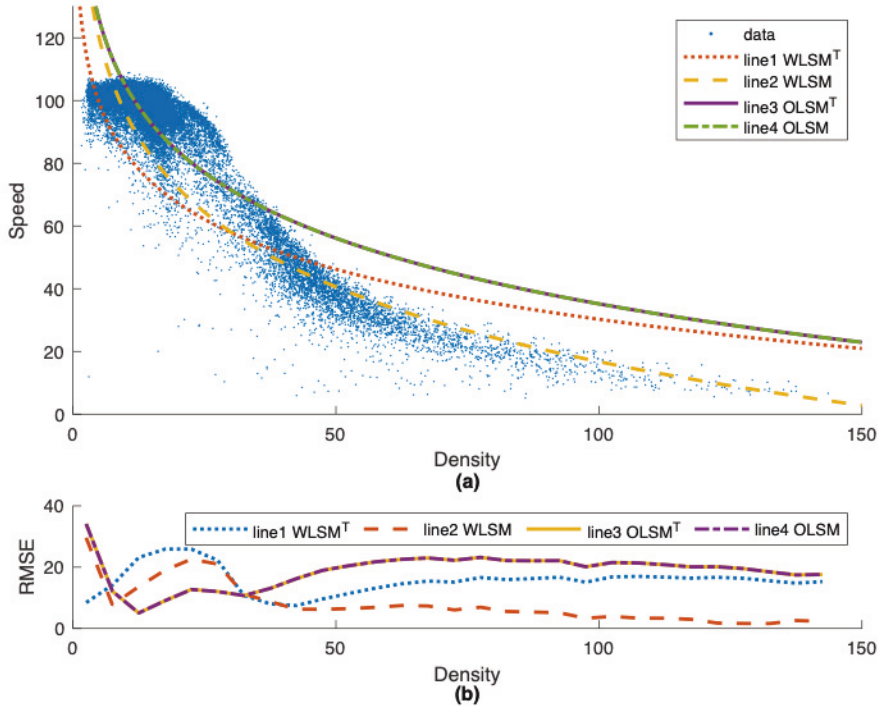 120
100
80
60
40
20
0
Speed
data
line1 WLSM^T
line2 WLSM
line3 OLSM^T
line4 OLSM
0 50 100 150
Density
(a)
40
20
0
RMSE
line1 WLSM^T line2 WLSM line3 OLSM^T line4 OLSM
0 50 100 150
Density
(b)